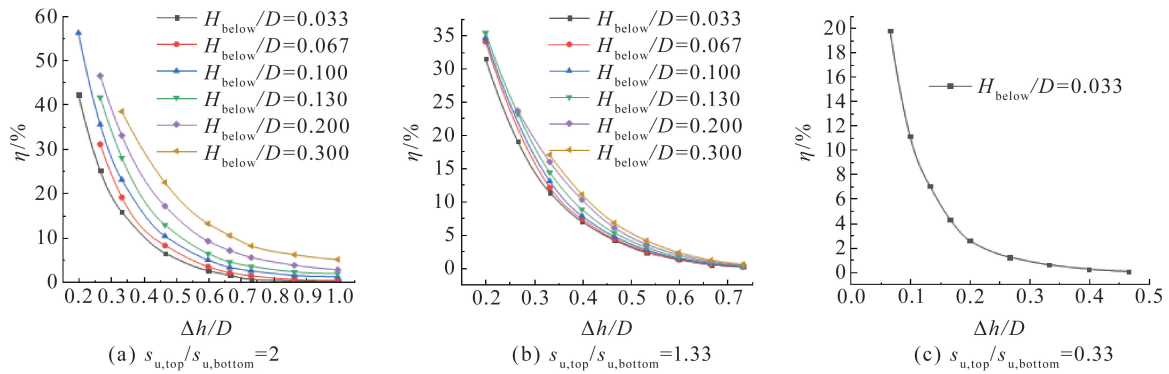 60
50
40
30
20
10
0
η/%
H_below/D=0.033
H_below/D=0.067
H_below/D=0.100
H_below/D=0.130
H_below/D=0.200
H_below/D=0.300
0.2 0.3 0.4 0.5 0.6 0.7 0.8 0.9 1.0
Δh/D
(a) s_u,top/s_u,bottom=2
35
30
25
20
15
10
5
0
η/%
H_below/D=0.033
H_below/D=0.067
H_below/D=0.100
H_below/D=0.130
H_below/D=0.200
H_below/D=0.300
0.2 0.3 0.4 0.5 0.6 0.7
Δh/D
(b) s_u,top/s_u,bottom=1.33
20
18
16
14
12
10
8
6
4
2
0
η/%
H_below/D=0.033
0.0 0.1 0.2 0.3 0.4 0.5
Δh/D
(c) s_u,top/s_u,bottom=0.33